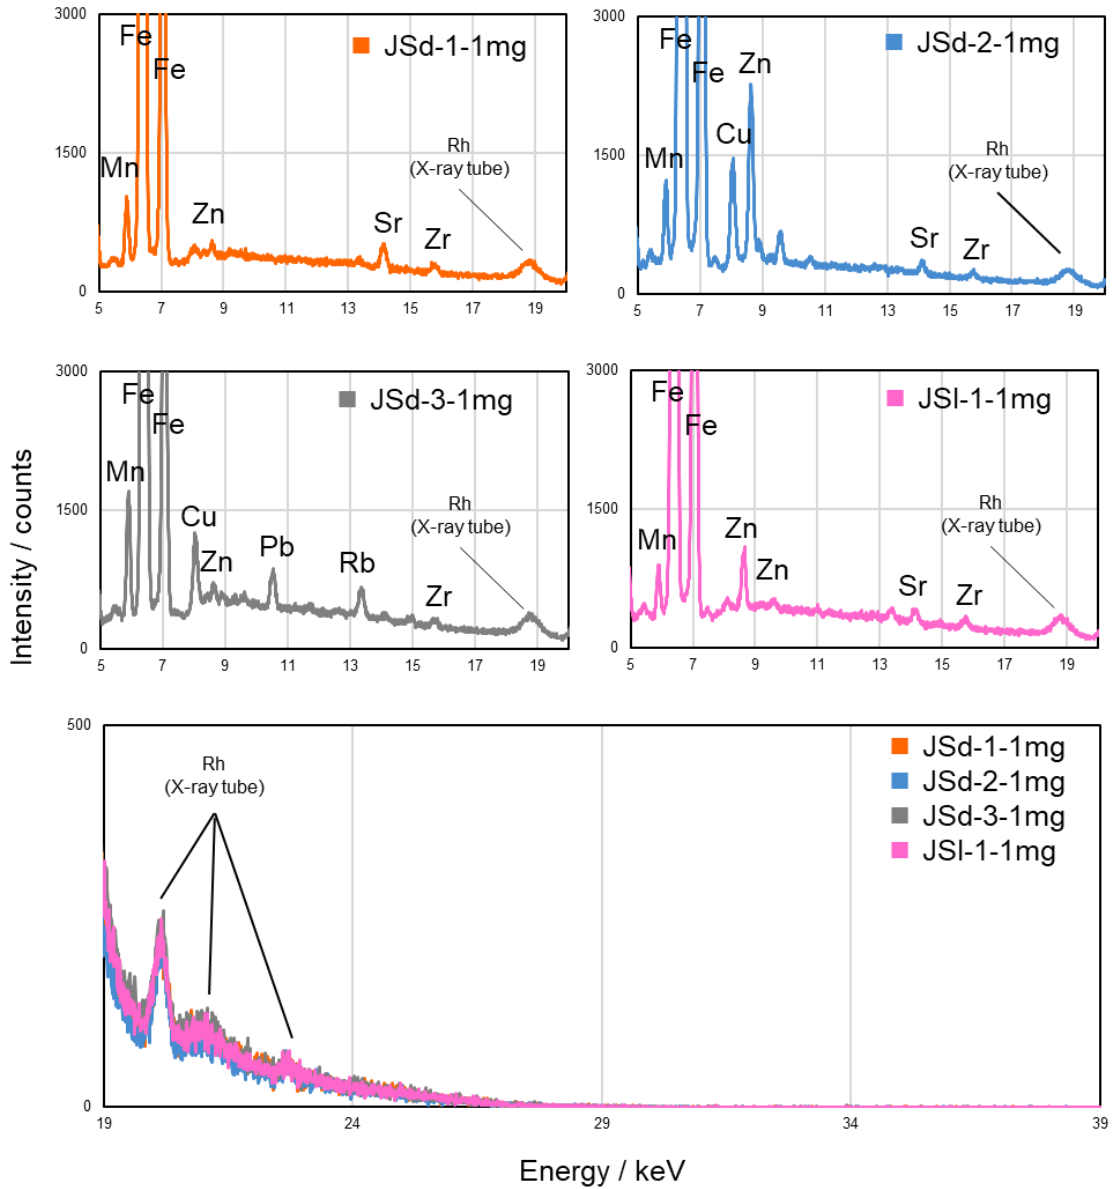 3000
Fe
JSd-1-1mg
Fe
1500
Mn
Rh
(X-ray tube)
Zn
Sr
Zr
0
5
7
9
11
13
15
17
19
3000
Fe
JSd-2-1mg
Zn
Fe
Cu
1500
Mn
Rh
(X-ray tube)
Sr
Zr
0
5
7
9
11
13
15
17
19
Intensity / counts
3000
Fe
JSd-3-1mg
Fe
Mn
1500
Rh
(X-ray tube)
Cu
Zn
Pb
Rb
Zr
0
5
7
9
11
13
15
17
19
3000
Fe
JSl-1-1mg
Fe
1500
Mn
Zn
Zn
Rh
(X-ray tube)
Sr
Zr
0
5
7
9
11
13
15
17
19
500
Rh
(X-ray tube)
JSd-1-1mg
JSd-2-1mg
JSd-3-1mg
JSl-1-1mg
0
19
24
29
34
39
Energy / keV